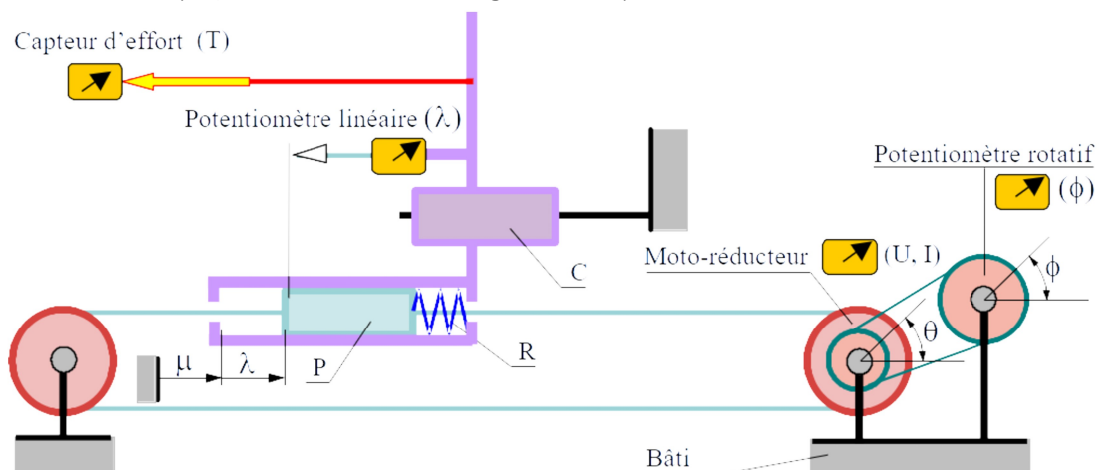 Capteur d'effort (T)
Potentiomètre linéaire (λ)
Potentiomètre rotatif
(ϕ)
C
Moto-réducteur
(U, I)
ϕ
θ
R
μ
λ
P
Bâti